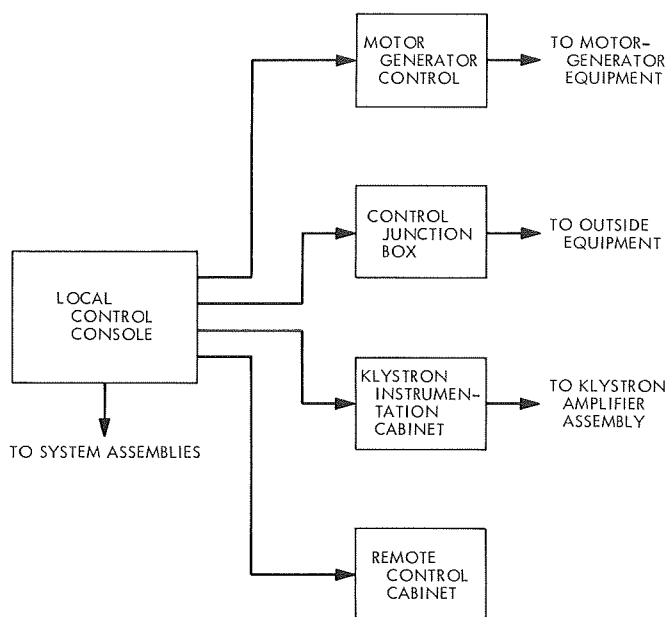 MOTOR
GENERATOR
CONTROL
TO MOTOR-
GENERATOR
EQUIPMENT
CONTROL
JUNCTION
BOX
TO OUTSIDE
EQUIPMENT
LOCAL
CONTROL
CONSOLE
KLYSTRON
INSTRUMEN-
TATION
CABINET
TO KLYSTRON
AMPLIFIER
ASSEMBLY
TO SYSTEM ASSEMBLIES
REMOTE
CONTROL
CABINET